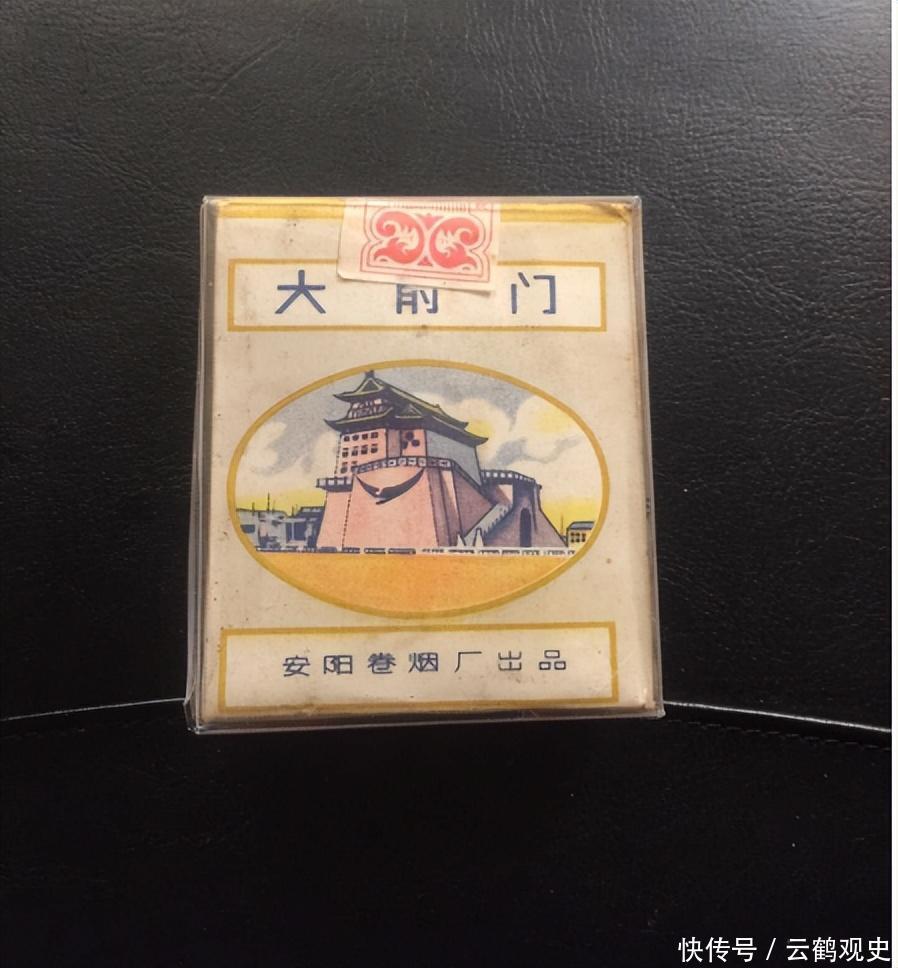 大前门
安阳卷烟厂出品
快传号 / 云鹤观史